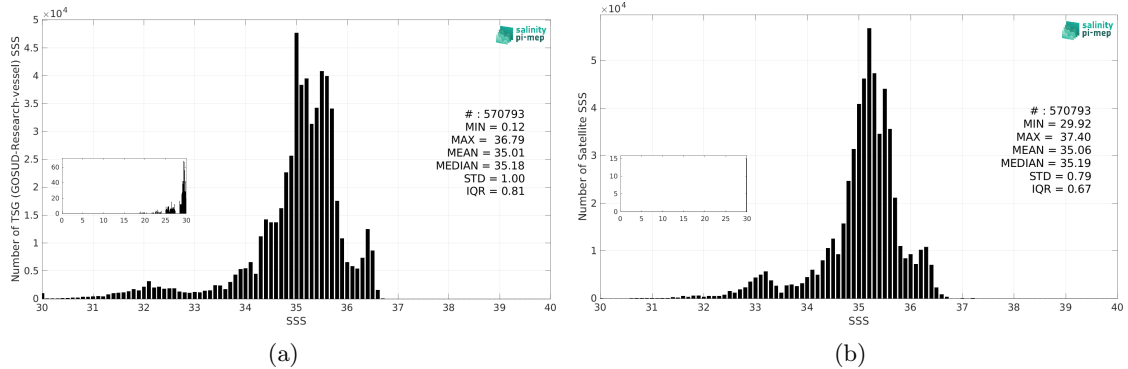 ×10⁴
5
4.5
4
3.5
3
2.5
2
1.5
1
0.5
0
Number of TSG (GOSUD-Research-vessel) SSS
salinity
pi-mep
# : 570793
MIN = 0.12
MAX = 36.79
MEAN = 35.01
MEDIAN = 35.18
STD = 1.00
IQR = 0.81
60
40
20
0
0 5 10 15 20 25 30
30 31 32 33 34 35 36 37 38 39 40
SSS
(a)
×10⁴
5
4
3
2
1
0
Number of Satellite SSS
salinity
pi-mep
# : 570793
MIN = 29.92
MAX = 37.40
MEAN = 35.06
MEDIAN = 35.19
STD = 0.79
IQR = 0.67
15
10
5
0
0 5 10 15 20 25 30
30 31 32 33 34 35 36 37 38 39 40
SSS
(b)